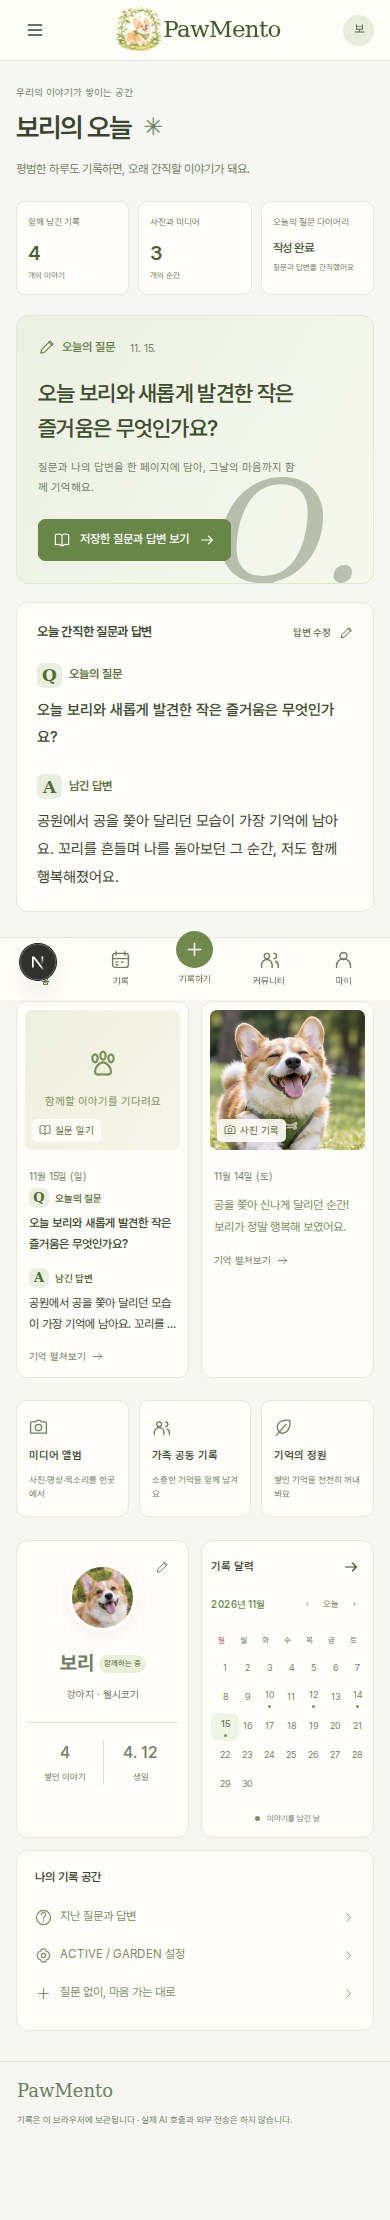 PawMento
보
우리의 이야기가 쌓이는 공간
보리의 오늘
평범한 하루도 기록하면, 오래 간직할 이야기가 돼요.
함께 남긴 기록
4
개의 이야기
사진과 미디어
3
개의 순간
오늘의 질문 다이어리
작성 완료
질문과 답변을 간직했어요
오늘의 질문 11. 15.
오늘 보리와 새롭게 발견한 작은
즐거움은 무엇인가요?
질문과 나의 답변을 한 페이지에 담아, 그날의 마음까지 함
께 기억해요.
저장한 질문과 답변 보기 →
o.
오늘 간직한 질문과 답변
답변 수정
Q 오늘의 질문
오늘 보리와 새롭게 발견한 작은 즐거움은 무엇인가
요?
A 남긴 답변
공원에서 공을 쫓아 달리던 모습이 가장 기억에 남아
요. 꼬리를 흔들며 나를 돌아보던 그 순간, 저도 함께
행복해졌어요.
N
홈
기록
기록하기
커뮤니티
마이
함께할 이야기를 기다려요
질문 일기
11월 15일 (일)
Q 오늘의 질문
오늘 보리와 새롭게 발견한 작은
즐거움은 무엇인가요?
A 남긴 답변
공원에서 공을 쫓아 달리던 모습
이 가장 기억에 남아요. 꼬리를 ...
기억 펼쳐보기 →
사진 기록
11월 14일 (토)
공을 쫓아 신나게 달리던 순간!
보리가 정말 행복해 보였어요.
기억 펼쳐보기 →
미디어 앨범
사진·영상·목소리를 한곳
에서
가족 공동 기록
소중한 기억을 함께 남겨
요
기억의 정원
쌓인 기억을 천천히 꺼내
봐요
보리 함께하는 중
강아지 · 웰시코기
4
쌓인 이야기
4. 12
생일
기록 달력 →
2026년 11월 ‹ 오늘 ›
일 월 화 수 목 금 토
1 2 3 4 5 6 7
8 9 10 11 12 13 14
15 16 17 18 19 20 21
22 23 24 25 26 27 28
29 30
이야기를 남긴 날
나의 기록 공간
지난 질문과 답변
ACTIVE / GARDEN 설정
질문 없이, 마음 가는 대로
PawMento
기록은 이 브라우저에 보관됩니다 · 실제 AI 호출과 외부 전송은 하지 않습니다.